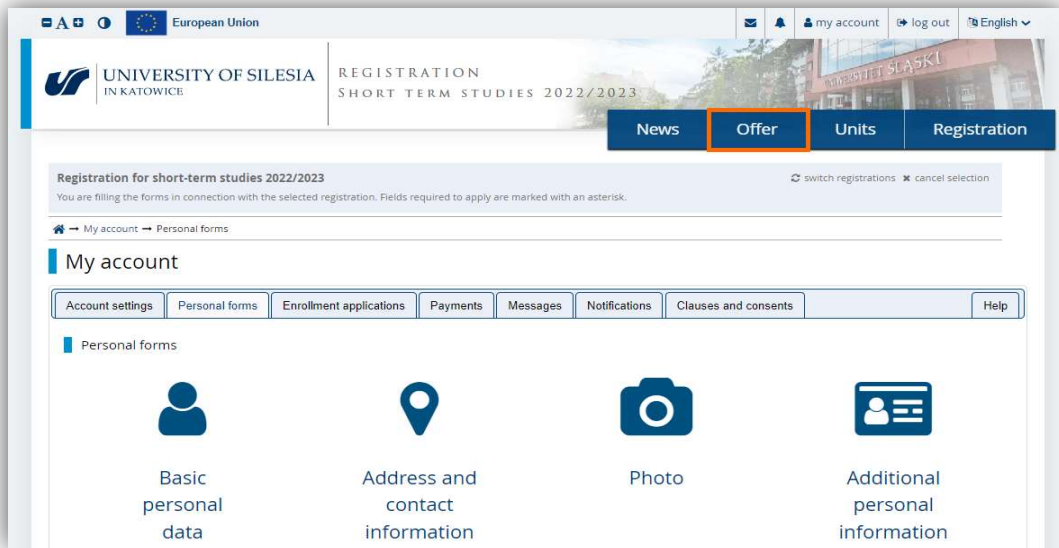 A European Union my account log out English
UNIVERSITY OF SILESIA
IN KATOWICE
REGISTRATION
SHORT TERM STUDIES 2022/2023
UNIWERSYTET ŚLĄSKI
News Offer Units Registration
Registration for short-term studies 2022/2023 switch registrations cancel selection
You are filling the forms in connection with the selected registration. Fields required to apply are marked with an asterisk.
My account → Personal forms
My account
Account settings Personal forms Enrollment applications Payments Messages Notifications Clauses and consents Help
Personal forms
Basic
personal
data
Address and
contact
information
Photo
Additional
personal
information